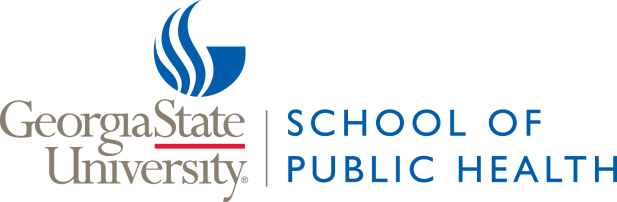 GeorgiaState
University®
SCHOOL OF
PUBLIC HEALTH